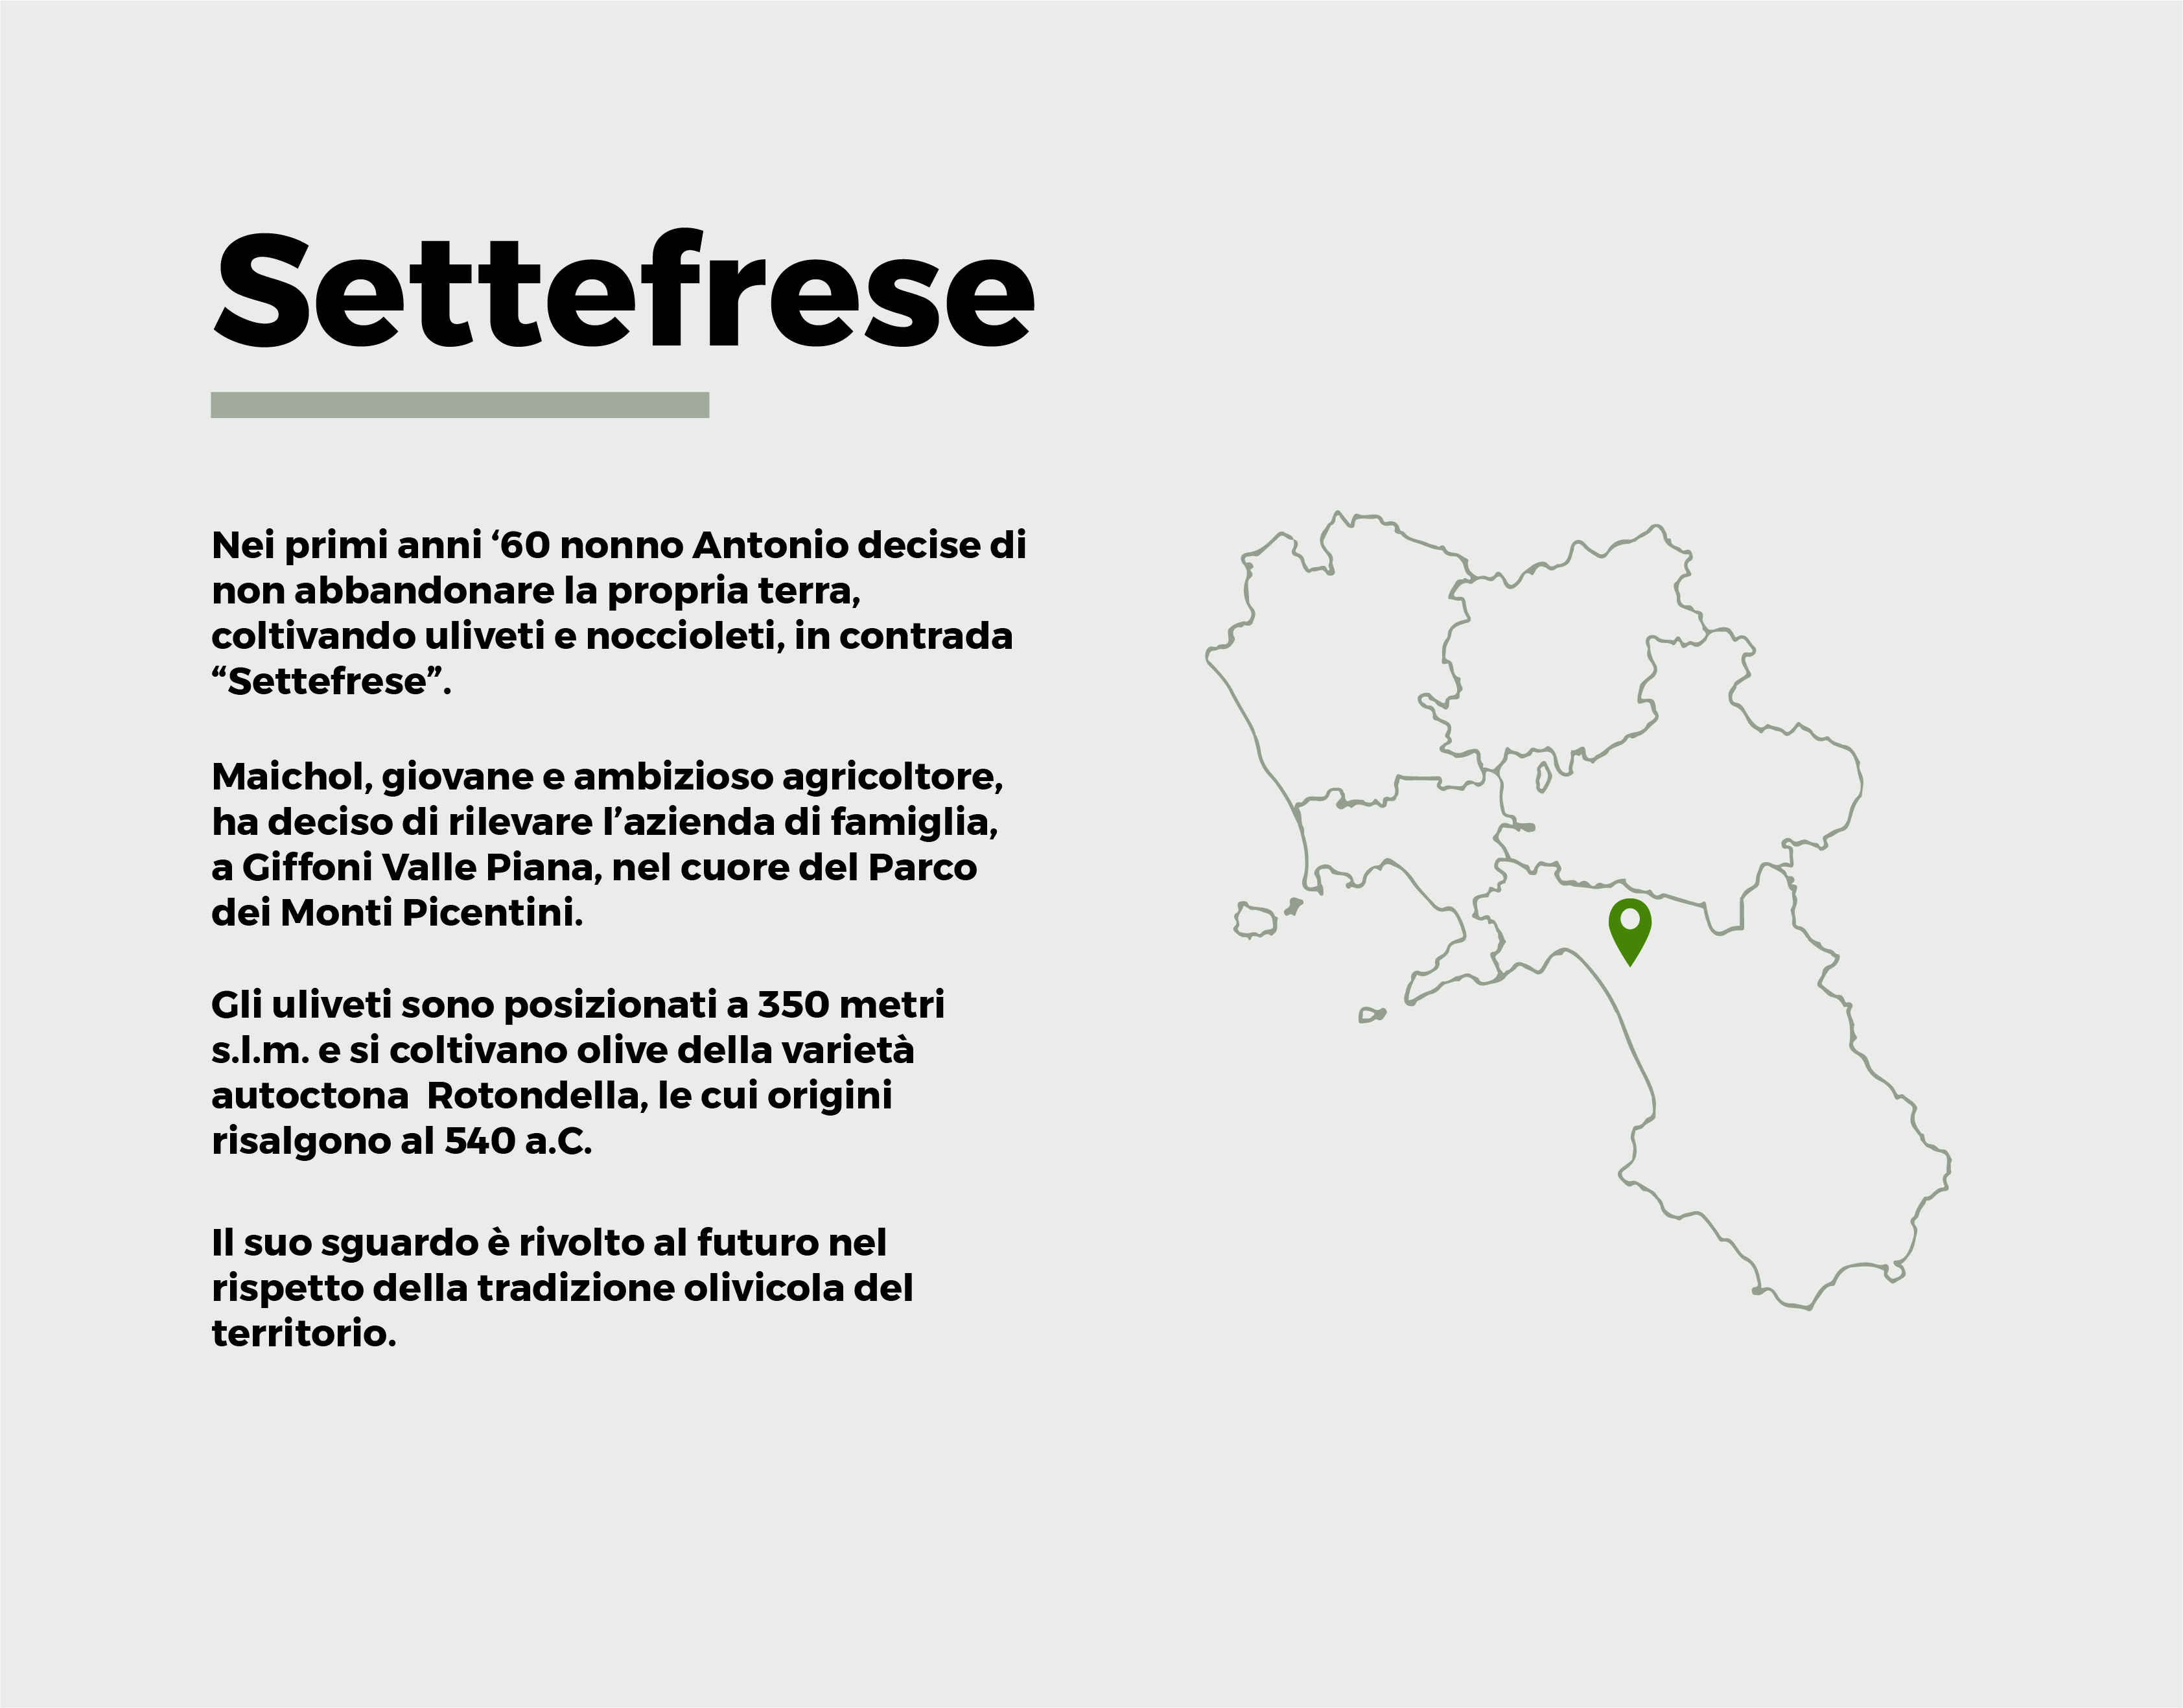 Settefrese
Nei primi anni ‘60 nonno Antonio decise di
non abbandonare la propria terra,
coltivando uliveti e noccioleti, in contrada
“Settefrese”.
Maichol, giovane e ambizioso agricoltore,
ha deciso di rilevare l’azienda di famiglia,
a Giffoni Valle Piana, nel cuore del Parco
dei Monti Picentini.
Gli uliveti sono posizionati a 350 metri
s.l.m. e si coltivano olive della varietà
autoctona  Rotondella, le cui origini
risalgono al 540 a.C.
Il suo sguardo è rivolto al futuro nel
rispetto della tradizione olivicola del
territorio.